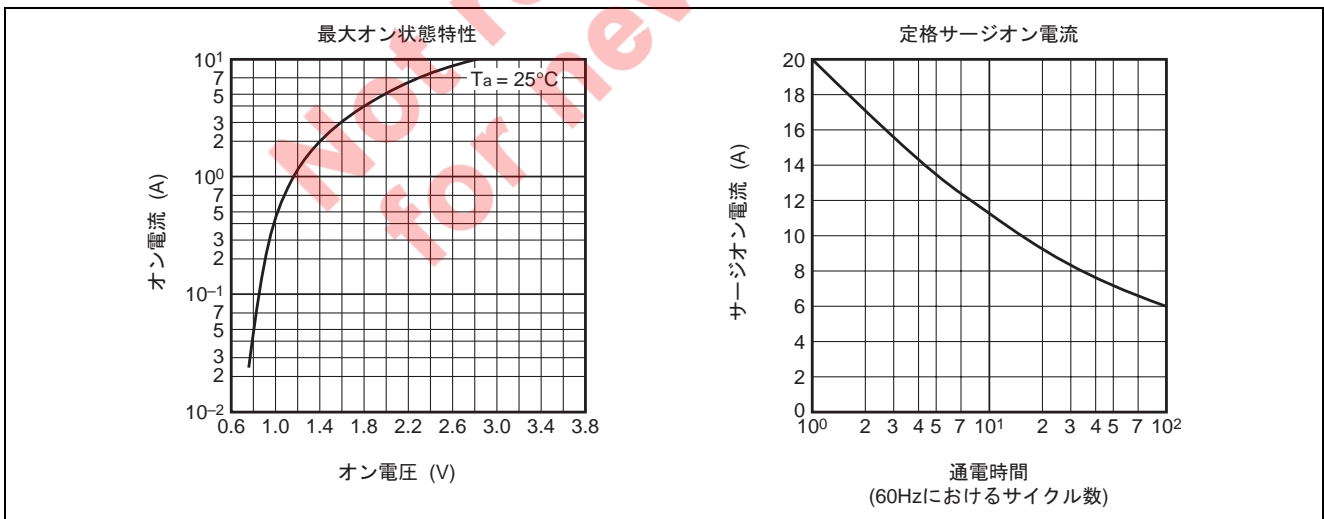 最大オン状態特性
10¹
7
5
3
2
10⁰
7
5
3
2
10⁻¹
7
5
3
2
10⁻²
Ta = 25°C
オン電流 (A)
0.6 1.0 1.4 1.8 2.2 2.6 3.0 3.4 3.8
オン電圧 (V)
定格サージオン電流
20
18
16
14
12
10
8
6
4
2
0
サージオン電流 (A)
10⁰ 2 3 4 5 7 10¹ 2 3 4 5 7 10²
通電時間
(60Hzにおけるサイクル数)
Not
for new